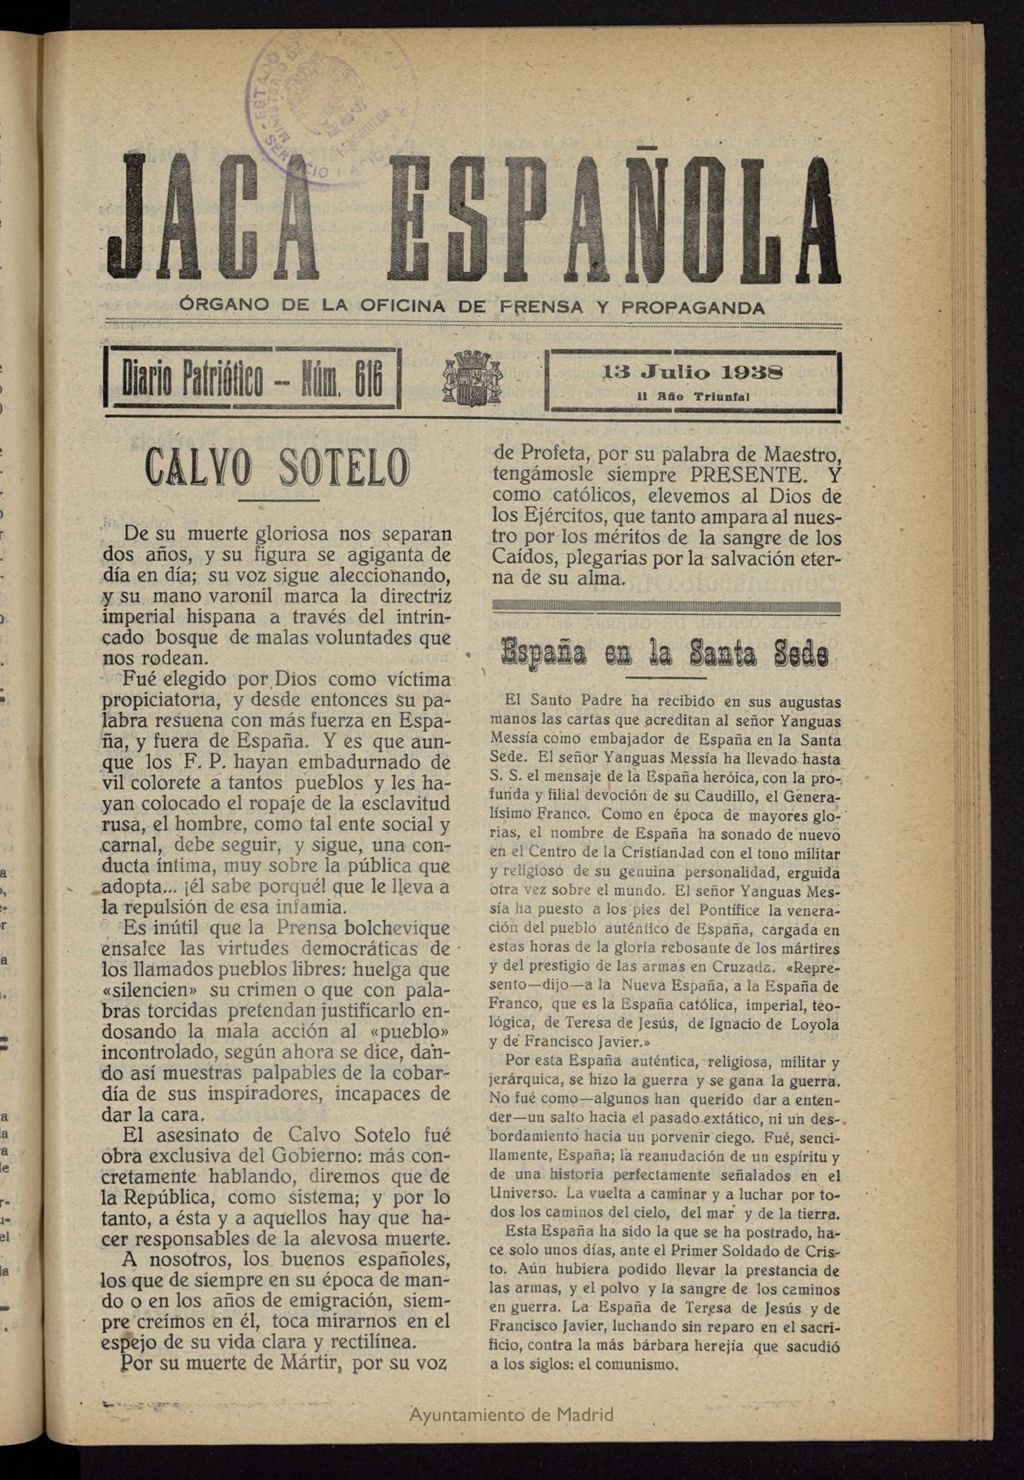 ESTADO
MINISTERIO DE
SERVICIO
JACA ESPAÑOLA
ÓRGANO DE LA OFICINA DE PRENSA Y PROPAGANDA
Diario Patriótico -- Núm. 616
13 Julio 1938
II Año Triunfal
CALVO SOTELO
De su muerte gloriosa nos separan
dos años, y su figura se agiganta de
día en día; su voz sigue aleccionando,
y su mano varonil marca la directriz
imperial hispana a través del intrin-
cado bosque de malas voluntades que
nos rodean.
Fué elegido por Dios como víctima
propiciatoria, y desde entonces su pa-
labra resuena con más fuerza en Espa-
ña, y fuera de España. Y es que aun-
que los F. P. hayan embadurnado de
vil colorete a tantos pueblos y les ha-
yan colocado el ropaje de la esclavitud
rusa, el hombre, como tal ente social y
carnal, debe seguir, y sigue, una con-
ducta íntima, muy sobre la pública que
adopta... ¡él sabe porqué! que le lleva a
la repulsión de esa infamia.
Es inútil que la Prensa bolchevique
ensalce las virtudes democráticas de
los llamados pueblos libres: huelga que
«silencien» su crimen o que con pala-
bras torcidas pretendan justificarlo en-
dosando la mala acción al «pueblo»
incontrolado, según ahora se dice, dan-
do así muestras palpables de la cobar-
día de sus inspiradores, incapaces de
dar la cara.
El asesinato de Calvo Sotelo fué
obra exclusiva del Gobierno: más con-
cretamente hablando, diremos que de
la República, como sistema; y por lo
tanto, a ésta y a aquellos hay que ha-
cer responsables de la alevosa muerte.
A nosotros, los buenos españoles,
los que de siempre en su época de man-
do o en los años de emigración, siem-
pre creímos en él, toca mirarnos en el
espejo de su vida clara y rectilínea.
Por su muerte de Mártir, por su voz
de Profeta, por su palabra de Maestro,
tengámosle siempre PRESENTE. Y
como católicos, elevemos al Dios de
los Ejércitos, que tanto ampara al nues-
tro por los méritos de la sangre de los
Caídos, plegarias por la salvación eter-
na de su alma.
España en la Santa Sede
El Santo Padre ha recibido en sus augustas
manos las cartas que acreditan al señor Yanguas
Messía como embajador de España en la Santa
Sede. El señor Yanguas Messía ha llevado hasta
S. S. el mensaje de la España heróica, con la pro-
funda y filial devoción de su Caudillo, el Genera-
lísimo Franco. Como en época de mayores glo-
rias, el nombre de España ha sonado de nuevo
en el Centro de la Cristiandad con el tono militar
y religioso de su genuina personalidad, erguida
otra vez sobre el mundo. El señor Yanguas Mes-
sía ha puesto a los pies del Pontífice la venera-
ción del pueblo auténtico de España, cargada en
estas horas de la gloria rebosante de los mártires
y del prestigio de las armas en Cruzada. «Repre-
sento—dijo—a la Nueva España, a la España de
Franco, que es la España católica, imperial, teo-
lógica, de Teresa de Jesús, de Ignacio de Loyola
y de Francisco Javier.»
Por esta España auténtica, religiosa, militar y
jerárquica, se hizo la guerra y se gana la guerra.
No fué como—algunos han querido dar a enten-
der—un salto hacia el pasado extático, ni un des-
bordamiento hacia un porvenir ciego. Fué, senci-
llamente, España; la reanudación de un espíritu y
de una historia perfectamente señalados en el
Universo. La vuelta a caminar y a luchar por to-
dos los caminos del cielo, del mar y de la tierra.
Esta España ha sido la que se ha postrado, ha-
ce solo unos días, ante el Primer Soldado de Cris-
to. Aún hubiera podido llevar la prestancia de
las armas, y el polvo y la sangre de los caminos
en guerra. La España de Teresa de Jesús y de
Francisco Javier, luchando sin reparo en el sacri-
ficio, contra la más bárbara herejía que sacudió
a los siglos: el comunismo.
Ayuntamiento de Madrid